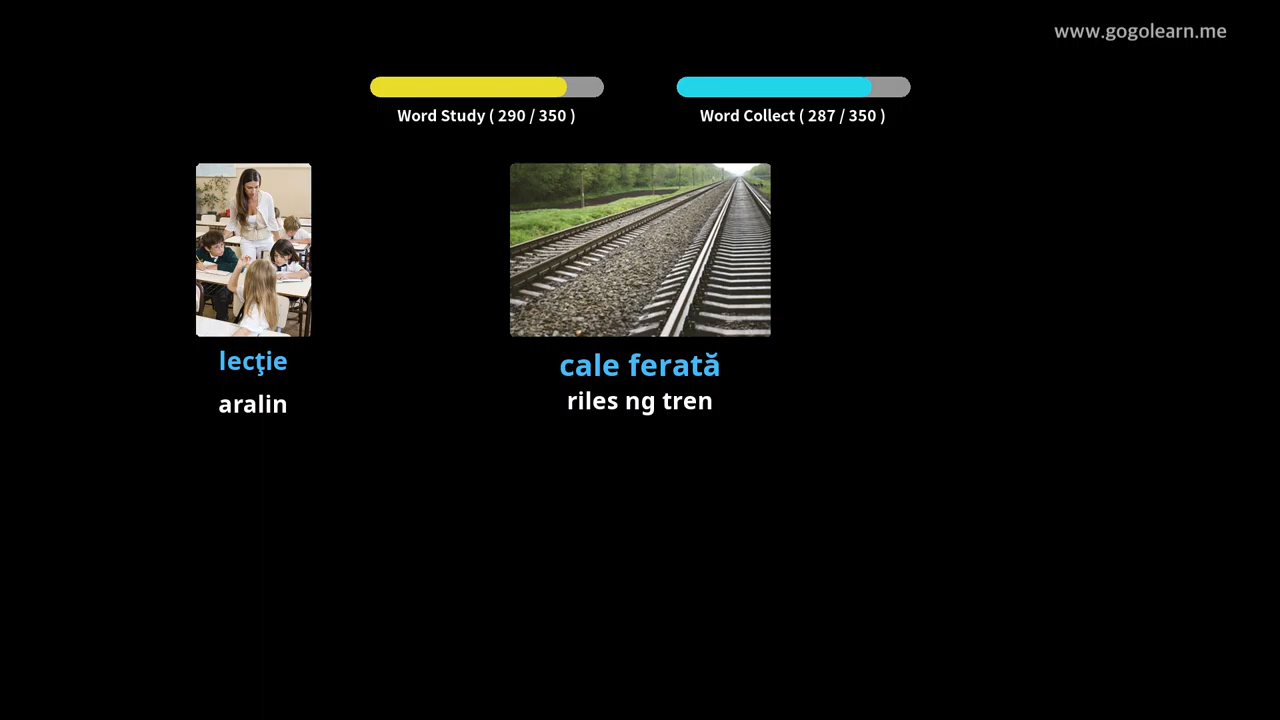 www.gogolearn.me
Word Study ( 290 / 350 )
Word Collect ( 287 / 350 )
lecţie
aralin
cale ferată
riles ng tren